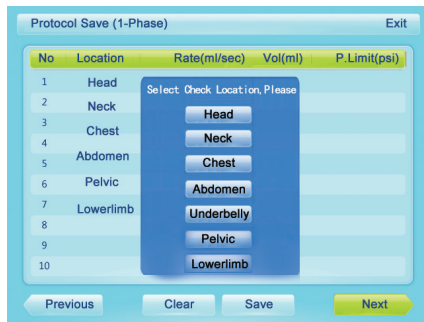 Protocol Save (1-Phase) Exit
No Location Rate(ml/sec) Vol(ml) P.Limit(psi)
Select Check Location, Please
1 Head
2 Neck
3 Chest
4
5 Abdomen
6 Pelvic
7 Lowerlimb
8
9
10
Head
Neck
Chest
Abdomen
Underbelly
Pelvic
Lowerlimb
Previous Clear Save Next